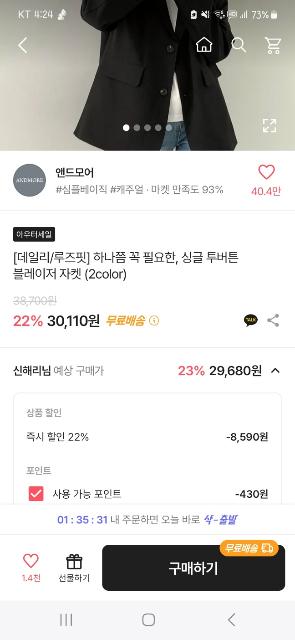 KT 4:24
73%
ANDMORE
앤드모어
#심플베이직 #캐주얼 · 마켓 만족도 93%
40.4만
아우터세일
[데일리/루즈핏] 하나쯤 꼭 필요한, 싱글 투버튼
블레이저 자켓 (2color)
38,700원
22% 30,110원 무료배송
TALK
신해리님 예상 구매가 23% 29,680원
상품 할인
즉시 할인 22% -8,590원
포인트
사용 가능 포인트 -430원
01 : 35 : 31 내 주문하면 오늘 바로 샥-출발
무료배송
1.4천 선물하기 구매하기